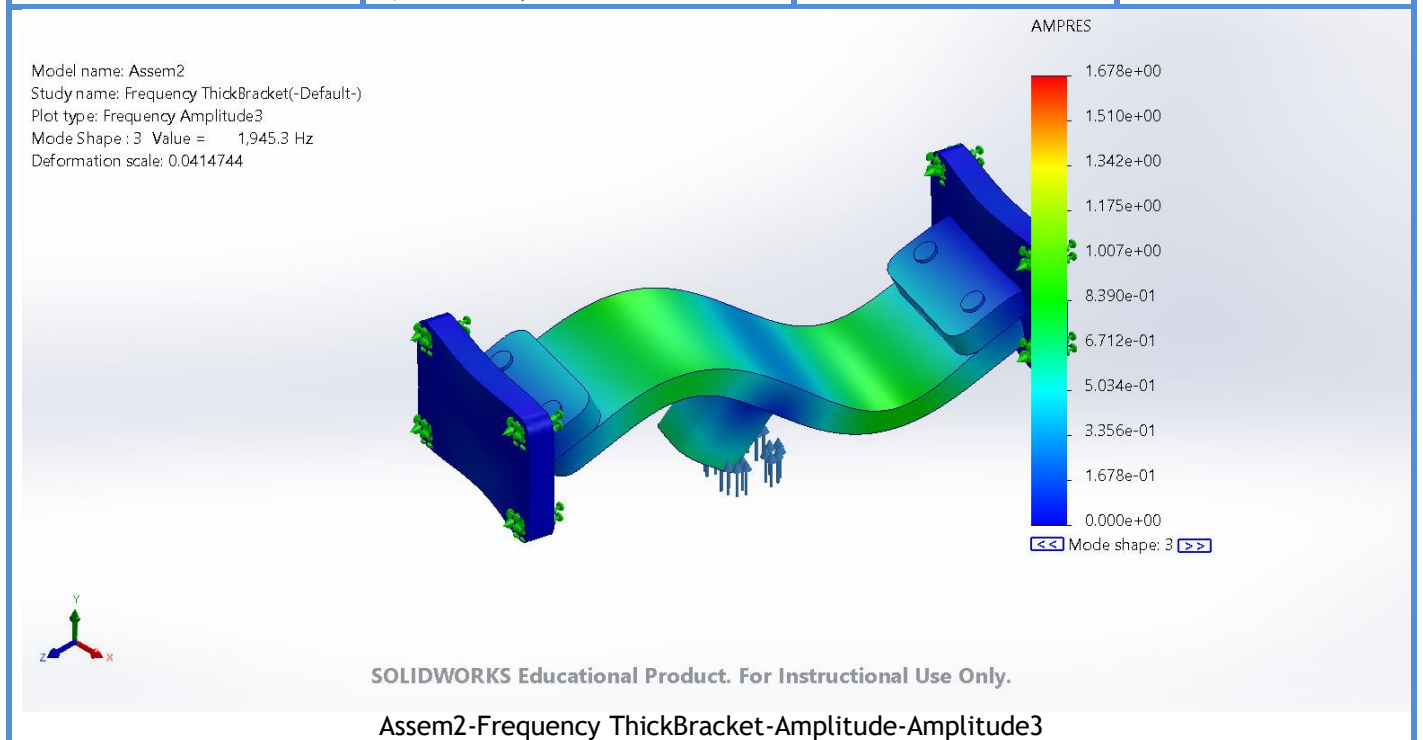 AMPRES
Model name: Assem2
Study name: Frequency ThickBracket(-Default-)
Plot type: Frequency Amplitude3
Mode Shape : 3 Value = 1,945.3 Hz
Deformation scale: 0.0414744
1.678e+00
1.510e+00
1.342e+00
1.175e+00
1.007e+00
8.390e-01
6.712e-01
5.034e-01
3.356e-01
1.678e-01
0.000e+00
<< Mode shape: 3 >>
Y
Z
X
SOLIDWORKS Educational Product. For Instructional Use Only.
Assem2-Frequency ThickBracket-Amplitude-Amplitude3